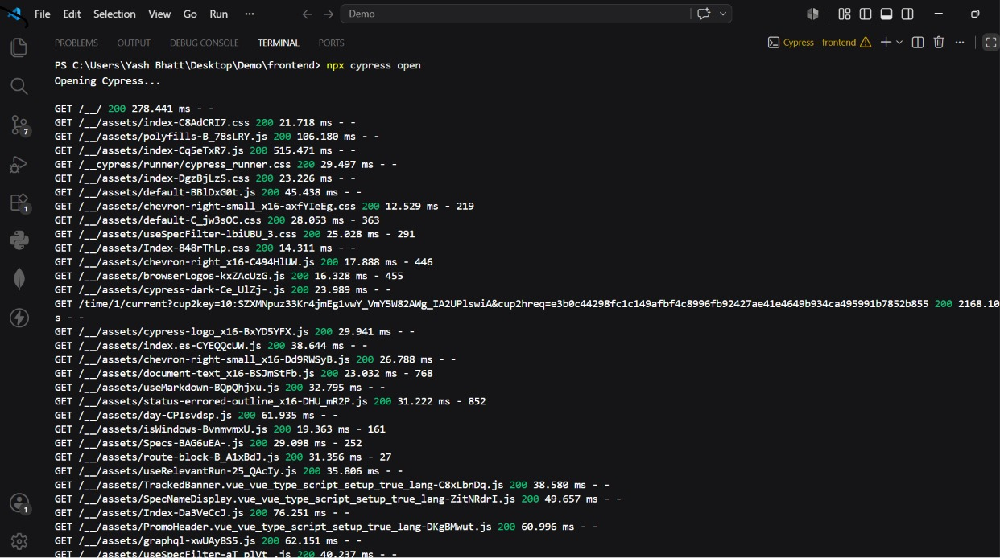 File Edit Selection View Go Run ··· Demo
PROBLEMS OUTPUT DEBUG CONSOLE TERMINAL PORTS Cypress - frontend
PS C:\Users\Yash Bhatt\Desktop\Demo\frontend> npx cypress open
Opening Cypress...
GET /__/ 200 278.441 ms - -
GET /__/assets/index-C8AdCRI7.css 200 21.718 ms - -
GET /__/assets/polyfills-B_78sLRY.js 200 106.180 ms - -
GET /__/assets/index-Cq5eTxR7.js 200 515.471 ms - -
GET /__cypress/runner/cypress_runner.css 200 29.497 ms - -
GET /__/assets/index-DgzBjLzS.css 200 23.226 ms - -
GET /__/assets/default-BBlDxG0t.js 200 45.438 ms - -
GET /__/assets/chevron-right-small_x16-axfYIeEg.css 200 12.529 ms - 219
GET /__/assets/default-C_jw3sOC.css 200 28.053 ms - 363
GET /__/assets/useSpecFilter-lbiUBU_3.css 200 25.028 ms - 291
GET /__/assets/Index-848rThLp.css 200 14.311 ms - -
GET /__/assets/chevron-right_x16-C494HlUW.js 200 17.888 ms - 446
GET /__/assets/browserLogos-kxZAcUzG.js 200 16.328 ms - 455
GET /__/assets/cypress-dark-Ce_UlZj-.js 200 23.989 ms - -
GET /time/1/current?cup2key=10:SZXMNpuz33Kr4jmEg1vwY_VmY5W82AWg_IA2UPlswiA&cup2hreq=e3b0c44298fc1c149afbf4c8996fb92427ae41e4649b934ca495991b7852b855 200 2168.10
s - -
GET /__/assets/cypress-logo_x16-BxYD5YFX.js 200 29.941 ms - -
GET /__/assets/index.es-CYEQQcUW.js 200 38.644 ms - -
GET /__/assets/chevron-right-small_x16-Dd9RWSyB.js 200 26.788 ms - -
GET /__/assets/document-text_x16-BSJmStFb.js 200 23.032 ms - 768
GET /__/assets/useMarkdown-BQpQhjxu.js 200 32.795 ms - -
GET /__/assets/status-errored-outline_x16-DHU_mR2P.js 200 31.222 ms - 852
GET /__/assets/day-CPIsvdsp.js 200 61.935 ms - -
GET /__/assets/isWindows-BvnmvmxU.js 200 19.363 ms - 161
GET /__/assets/Specs-BAG6uEA-.js 200 29.098 ms - 252
GET /__/assets/route-block-B_A1xBdJ.js 200 31.356 ms - 27
GET /__/assets/useRelevantRun-25_QAcIy.js 200 35.806 ms - -
GET /__/assets/TrackedBanner.vue_vue_type_script_setup_true_lang-C8xLbnDq.js 200 38.580 ms - -
GET /__/assets/SpecNameDisplay.vue_vue_type_script_setup_true_lang-ZitNRdrI.js 200 49.657 ms - -
GET /__/assets/Index-Da3VeCcJ.js 200 76.251 ms - -
GET /__/assets/PromoHeader.vue_vue_type_script_setup_true_lang-DKgBMwut.js 200 60.996 ms - -
GET /__/assets/graphql-xwUAy8S5.js 200 62.151 ms - -
GET /__/assets/useSpecFilter-aT_plVt_.js 200 40.237 ms - -
7
1
1